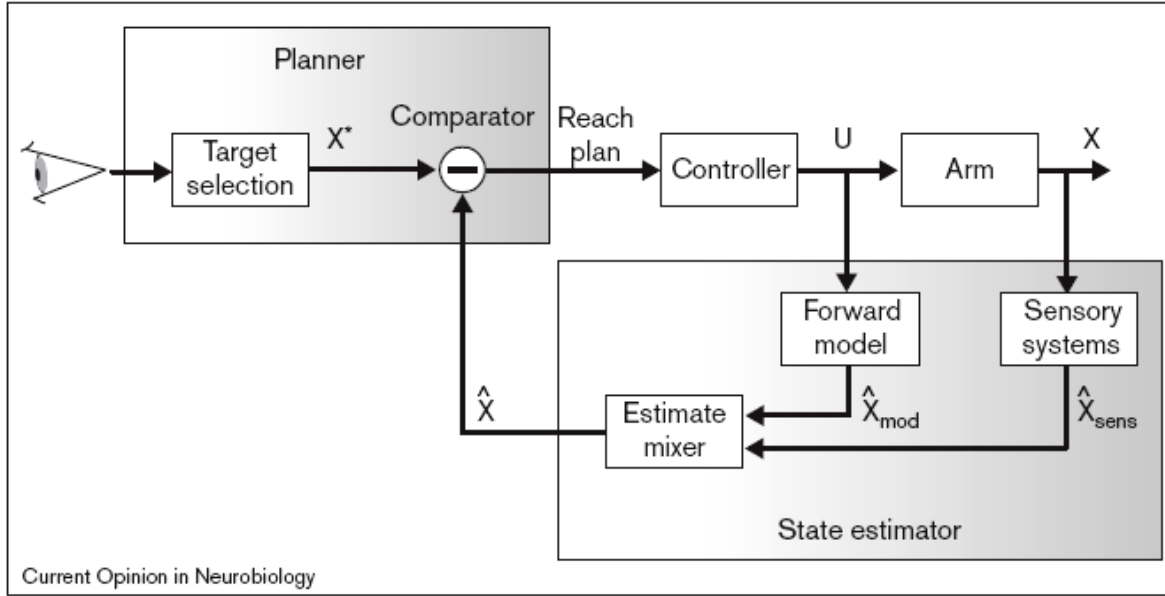 Planner
Comparator
Target
selection
X*
Reach
plan
Controller
U
Arm
X
Forward
model
Sensory
systems
X̂
Estimate
mixer
X̂mod
X̂sens
State estimator
Current Opinion in Neurobiology